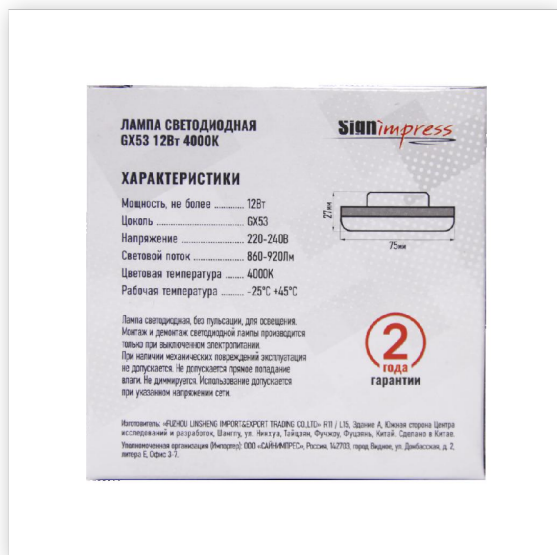 ЛАМПА СВЕТОДИОДНАЯ
GX53 12Вт 4000К
SIGNimpress
ХАРАКТЕРИСТИКИ
Мощность, не более ........... 12Вт
Цоколь ................................ GX53
Напряжение ....................... 220-240В
Световой поток .................. 860-920Лм
Цветовая температура ....... 4000К
Рабочая температура ........ -25°С +45°С
27мм
75мм
Лампа светодиодная, без пульсации, для освещения.
Монтаж и демонтаж светодиодной лампы производится
только при выключенном электропитании.
При наличии механических повреждений эксплуатация
не допускается. Не допускается прямое попадание
влаги. Не диммируется. Использование допускается
при указанном напряжении сети.
2
года
гарантии
Изготовитель: «FUZHOU LINSHENG IMPORT&EXPORT TRADING CO.,LTD» R11 / L15, Здание А, Южная сторона Центра
исследований и разработок, Шангпу, ул. Нинхуа, Тайцзян, Фучжоу, Фуцзянь, Китай. Сделано в Китае.
Уполномоченная организация (Импортер): ООО «САЙНИМПРЕС», Россия, 142703, город Видное, ул. Донбасская, д. 2,
литера Е, Офис 3-7.